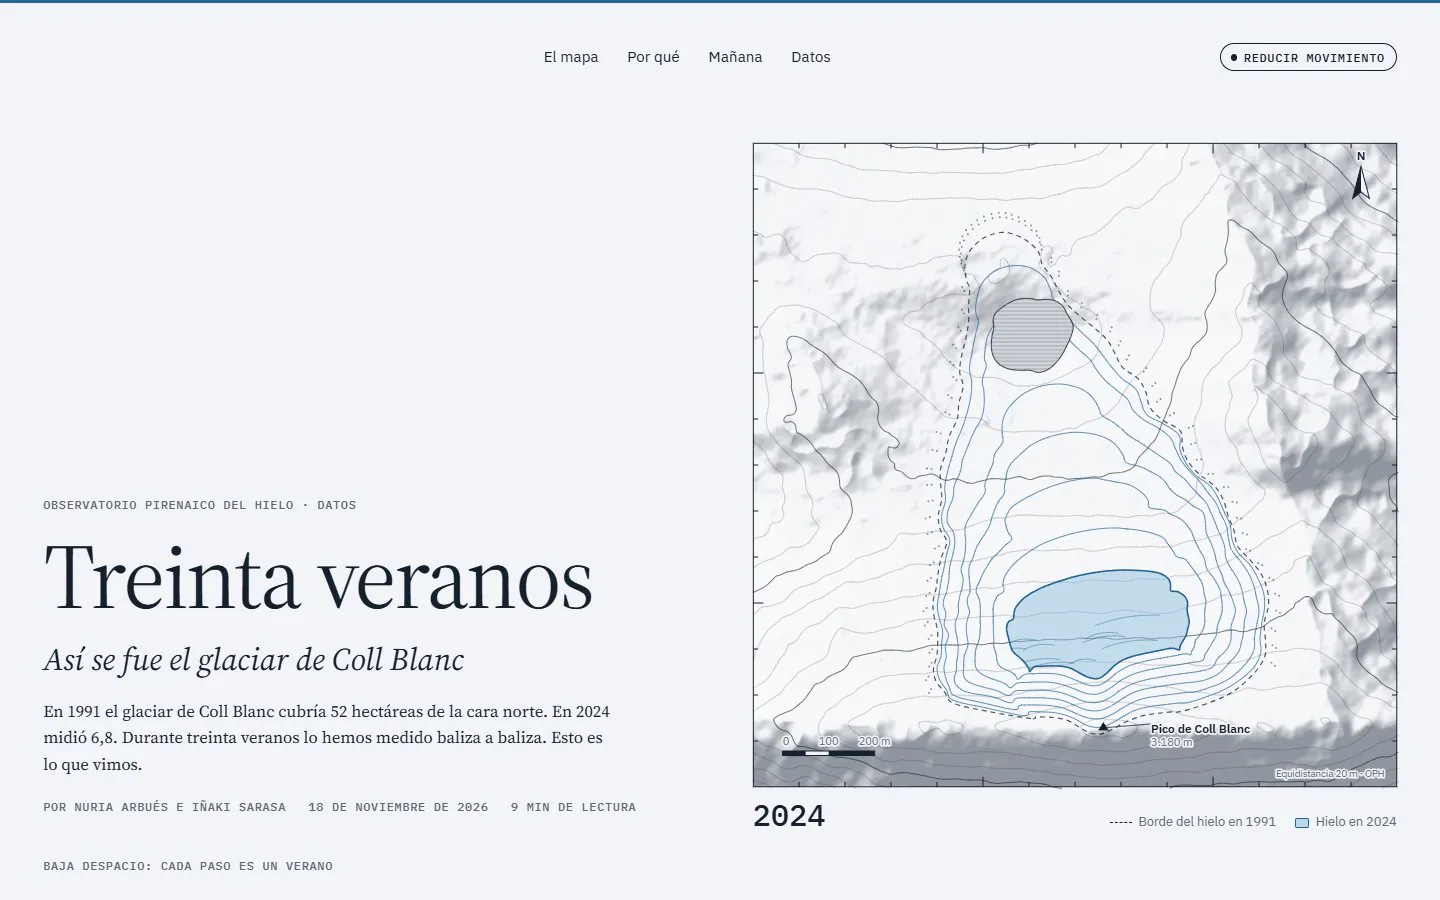 El mapa Por qué Mañana Datos
REDUCIR MOVIMIENTO
OBSERVATORIO PIRENAICO DEL HIELO · DATOS
Treinta veranos
Así se fue el glaciar de Coll Blanc
En 1991 el glaciar de Coll Blanc cubría 52 hectáreas de la cara norte. En 2024
midió 6,8. Durante treinta veranos lo hemos medido baliza a baliza. Esto es
lo que vimos.
POR NURIA ARBUÉS E IÑAKI SARASA 18 DE NOVIEMBRE DE 2026 9 MIN DE LECTURA
BAJA DESPACIO: CADA PASO ES UN VERANO
N
Pico de Coll Blanc
3.180 m
0 100 200 m
Equidistancia 20 m · OPH
2024
Borde del hielo en 1991 Hielo en 2024